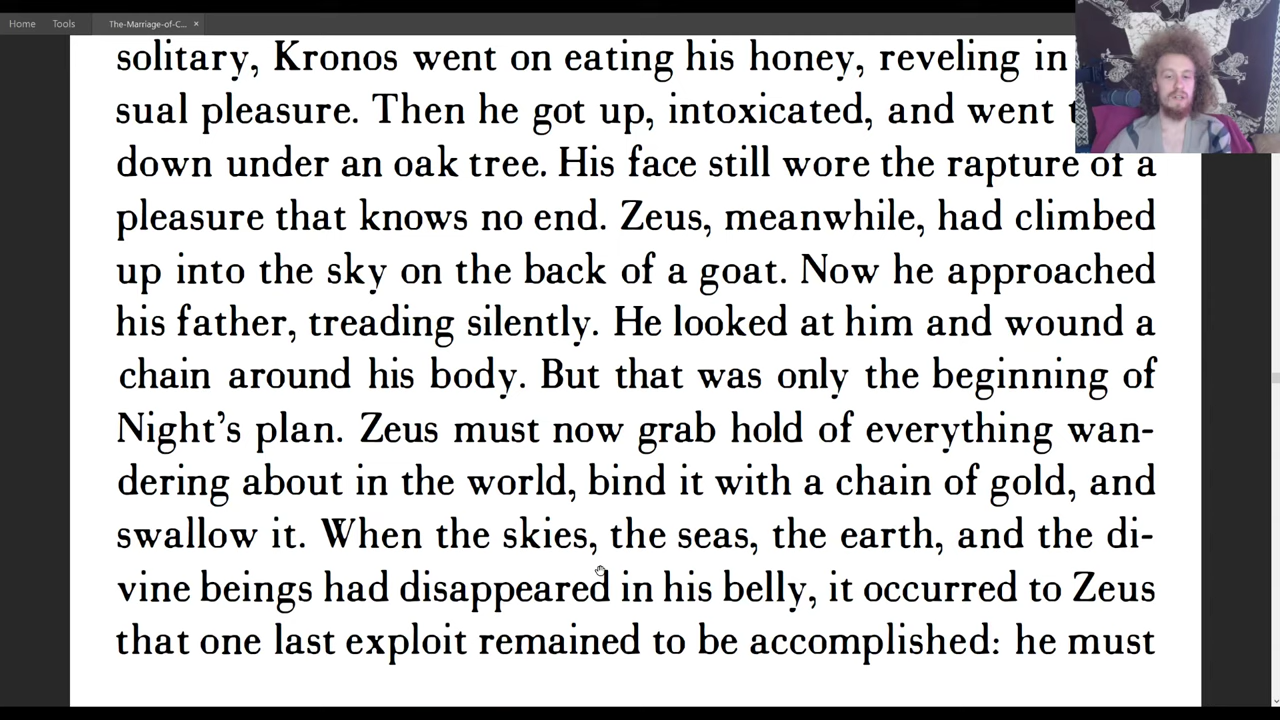 Home Tools The-Marriage-of-C... ×
solitary, Kronos went on eating his honey, reveling in
sual pleasure. Then he got up, intoxicated, and went
down under an oak tree. His face still wore the rapture of a
pleasure that knows no end. Zeus, meanwhile, had climbed
up into the sky on the back of a goat. Now he approached
his father, treading silently. He looked at him and wound a
chain around his body. But that was only the beginning of
Night’s plan. Zeus must now grab hold of everything wan-
dering about in the world, bind it with a chain of gold, and
swallow it. When the skies, the seas, the earth, and the di-
vine beings had disappeared in his belly, it occurred to Zeus
that one last exploit remained to be accomplished: he must